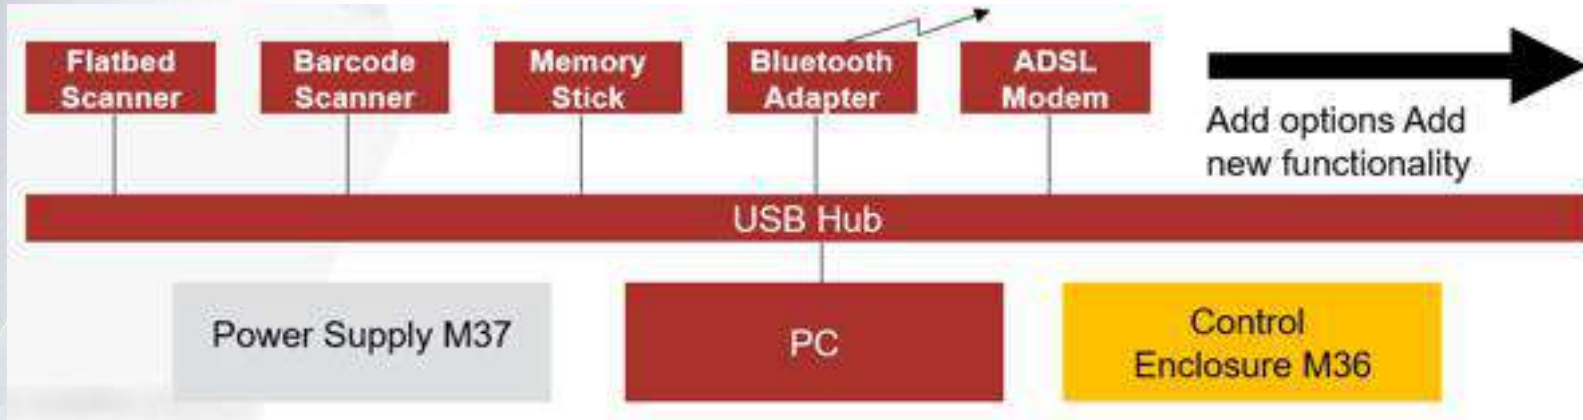 Flatbed
Scanner
Barcode
Scanner
Memory
Stick
Bluetooth
Adapter
ADSL
Modem
Add options Add
new functionality
USB Hub
Power Supply M37
PC
Control
Enclosure M36